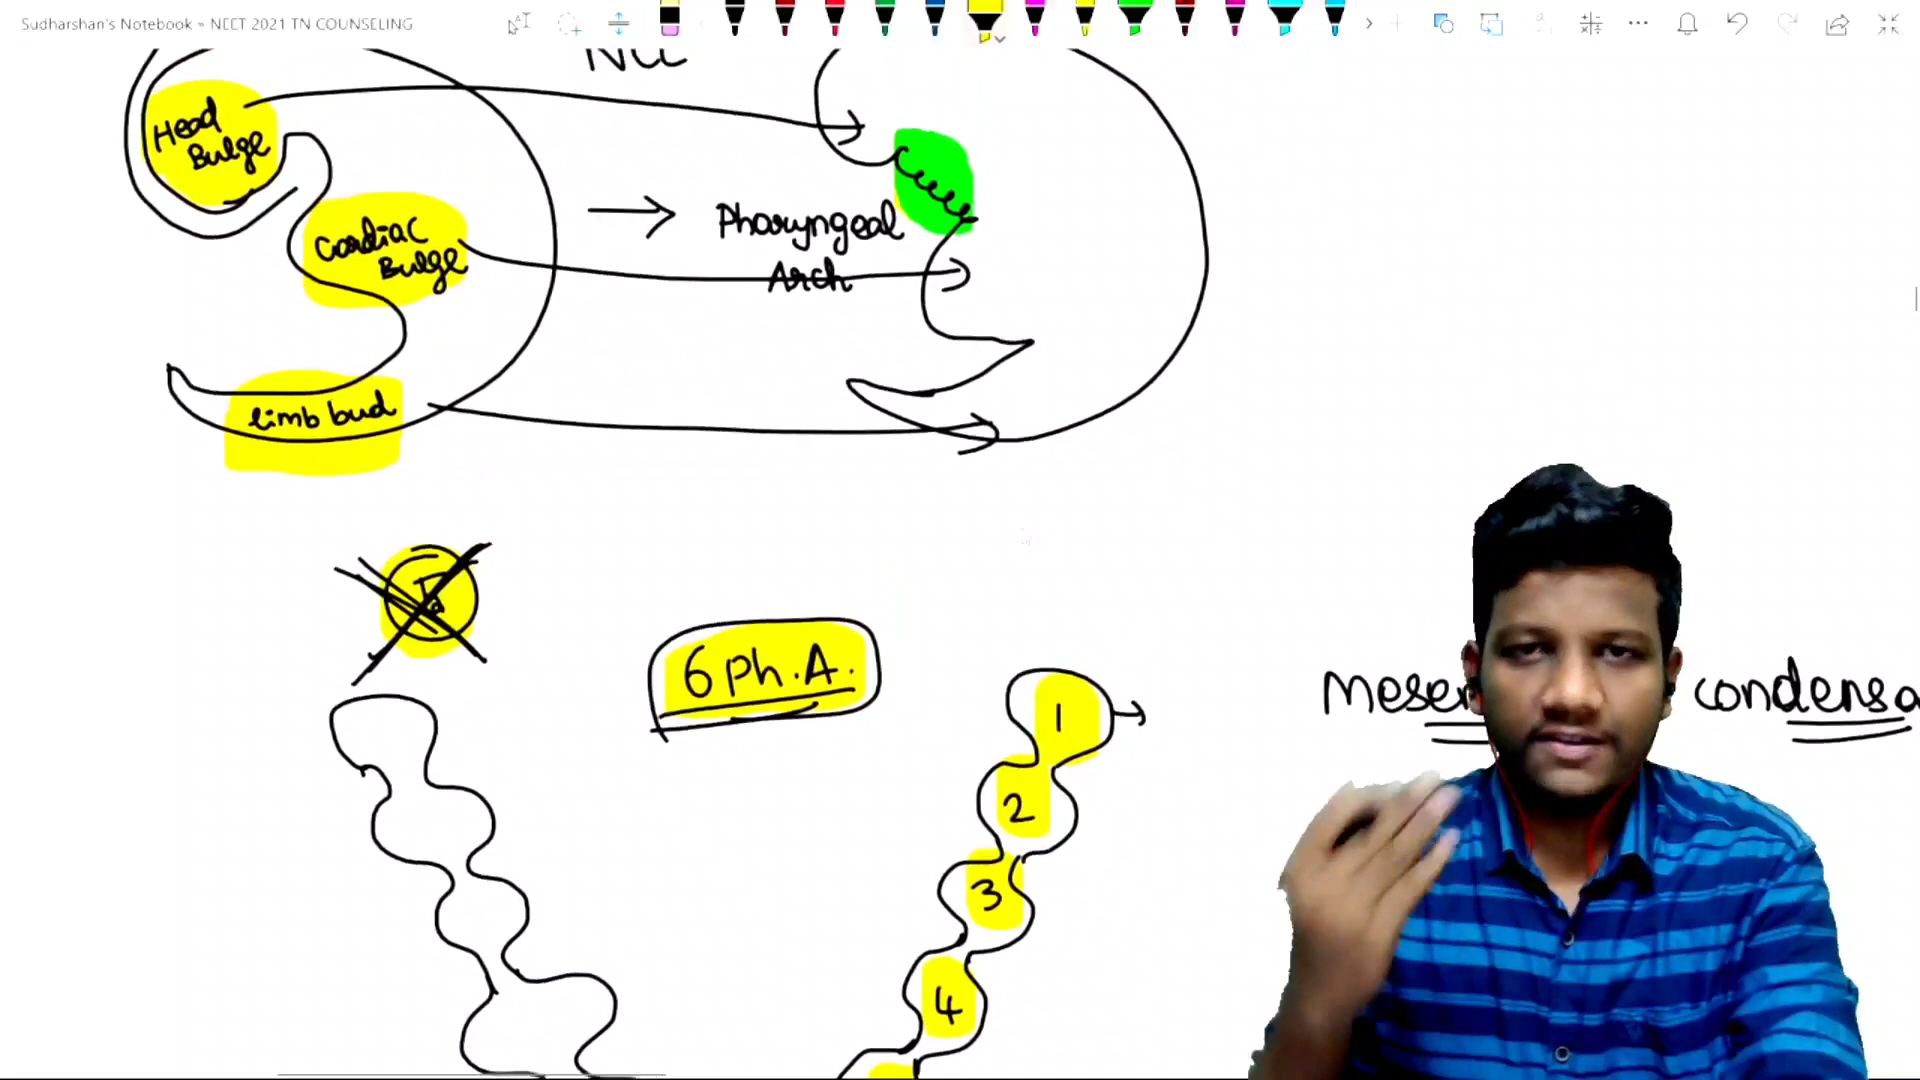 Sudharshan's Notebook » NEET 2021 TN COUNSELING
NCC
Head
Bulge
Cardiac
Bulge
Pharyngeal
Arch
limb bud
6 Ph.A.
1
2
3
4
condensa